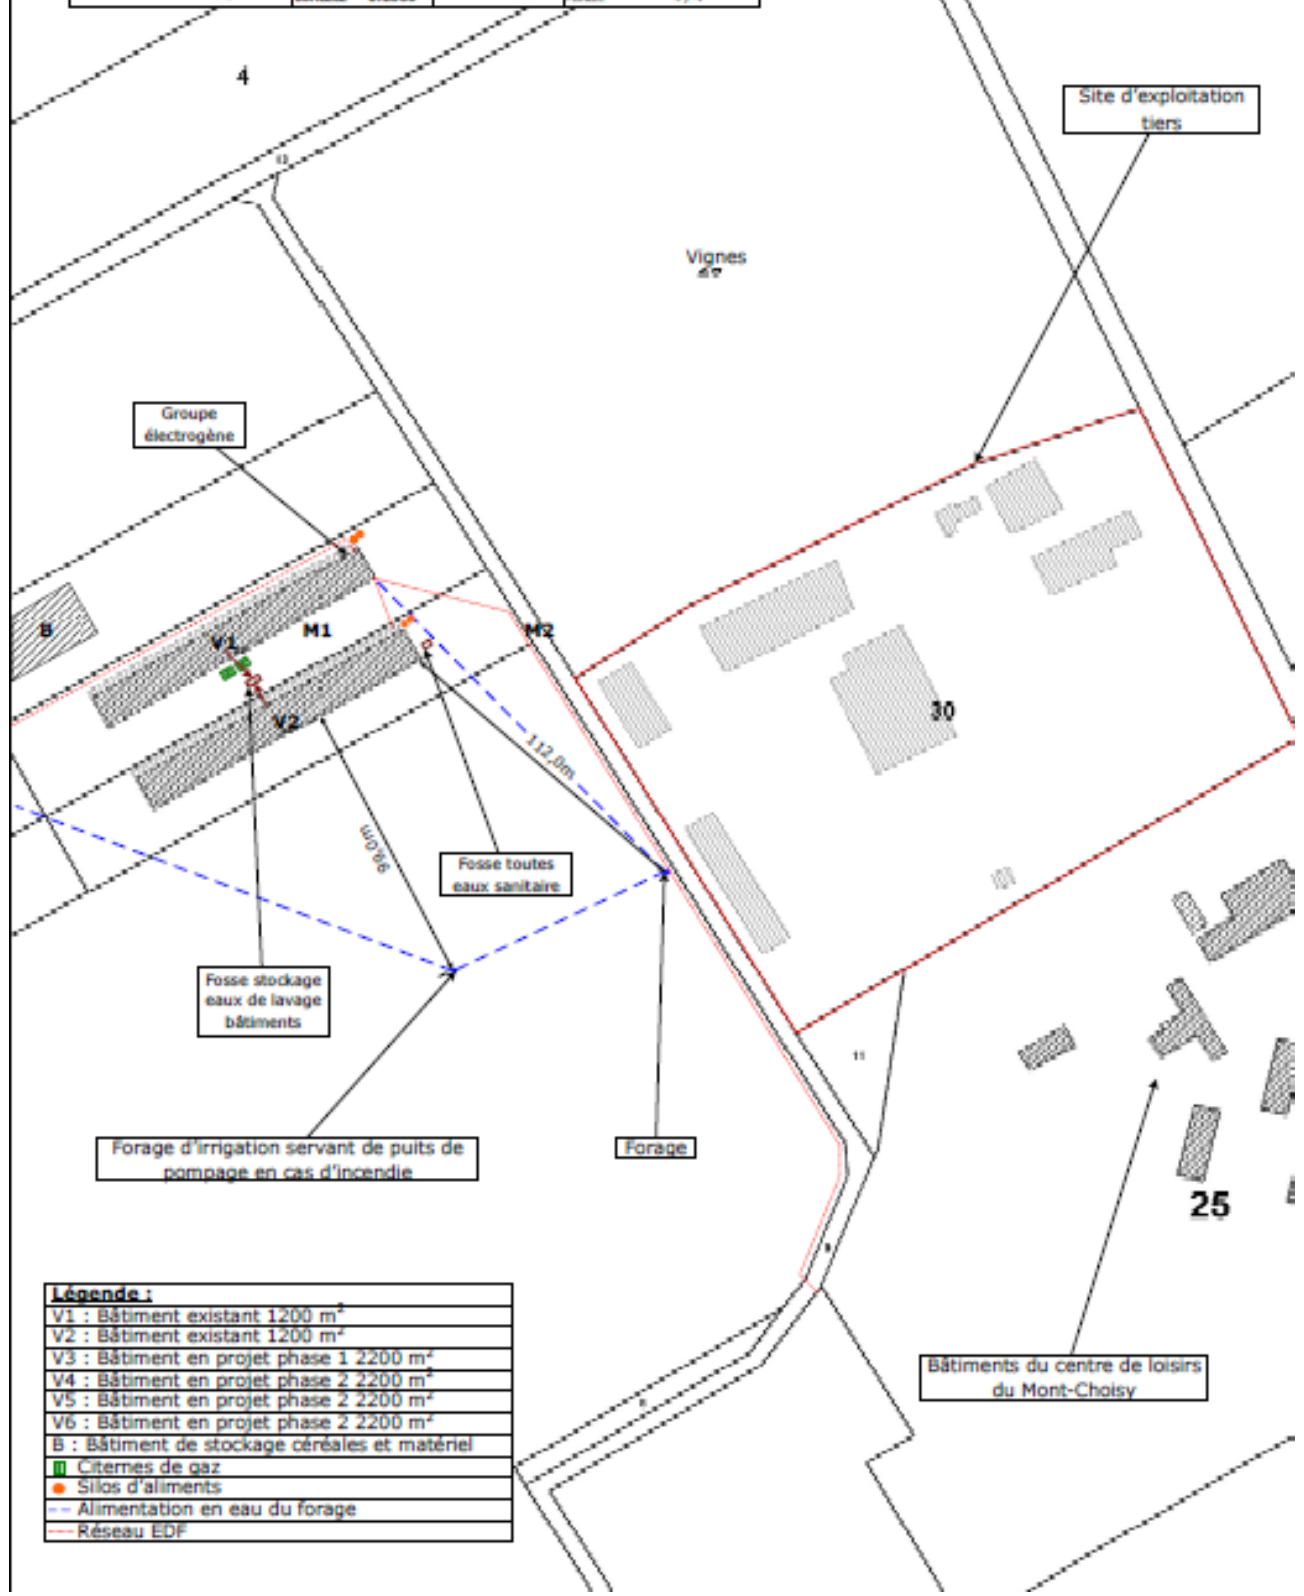 4
13
Site d'exploitation
tiers
Vignes
Groupe
électrogène
B
V1
M1
M2
V2
30
112,0m
99,0m
Fosse toutes
eaux sanitaire
Fosse stockage
eaux de lavage
bâtiments
11
Forage d'irrigation servant de puits de
pompage en cas d'incendie
Forage
25
Bâtiments du centre de loisirs
du Mont-Choisy
Légende :
V1 : Bâtiment existant 1200 m²
V2 : Bâtiment existant 1200 m²
V3 : Bâtiment en projet phase 1 2200 m²
V4 : Bâtiment en projet phase 2 2200 m²
V5 : Bâtiment en projet phase 2 2200 m²
V6 : Bâtiment en projet phase 2 2200 m²
B : Bâtiment de stockage céréales et matériel
Citernes de gaz
Silos d'aliments
Alimentation en eau du forage
Réseau EDF